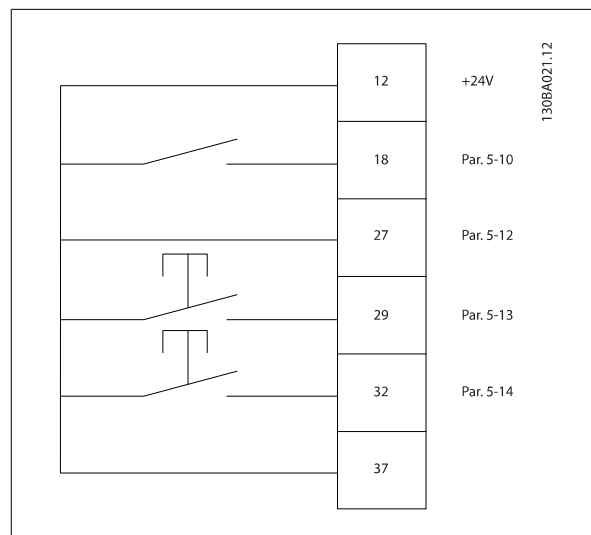 12 +24V
18 Par. 5-10
27 Par. 5-12
29 Par. 5-13
32 Par. 5-14
37
130BA021.12